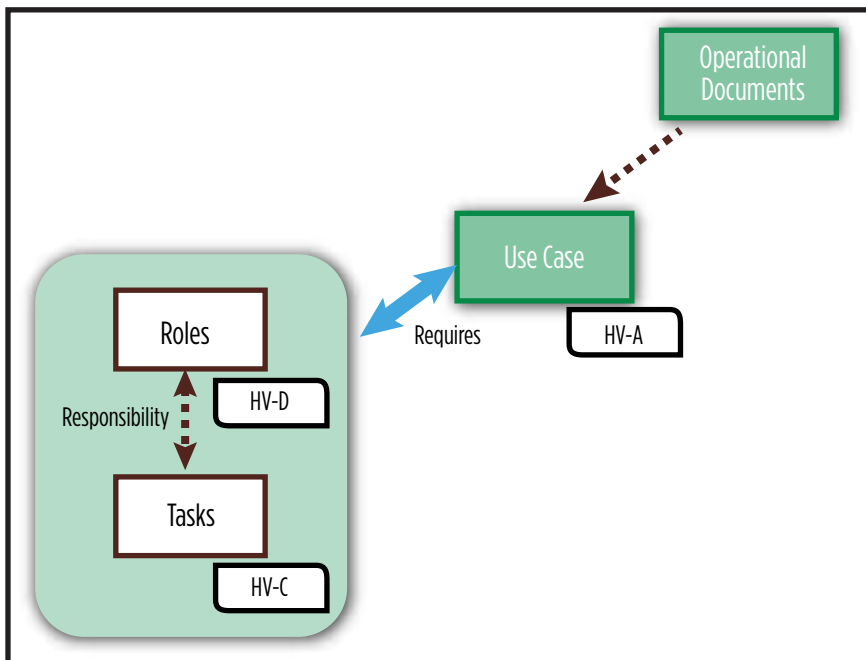 Operational
Documents
Use Case
Requires
HV-A
Roles
HV-D
Responsibility
Tasks
HV-C